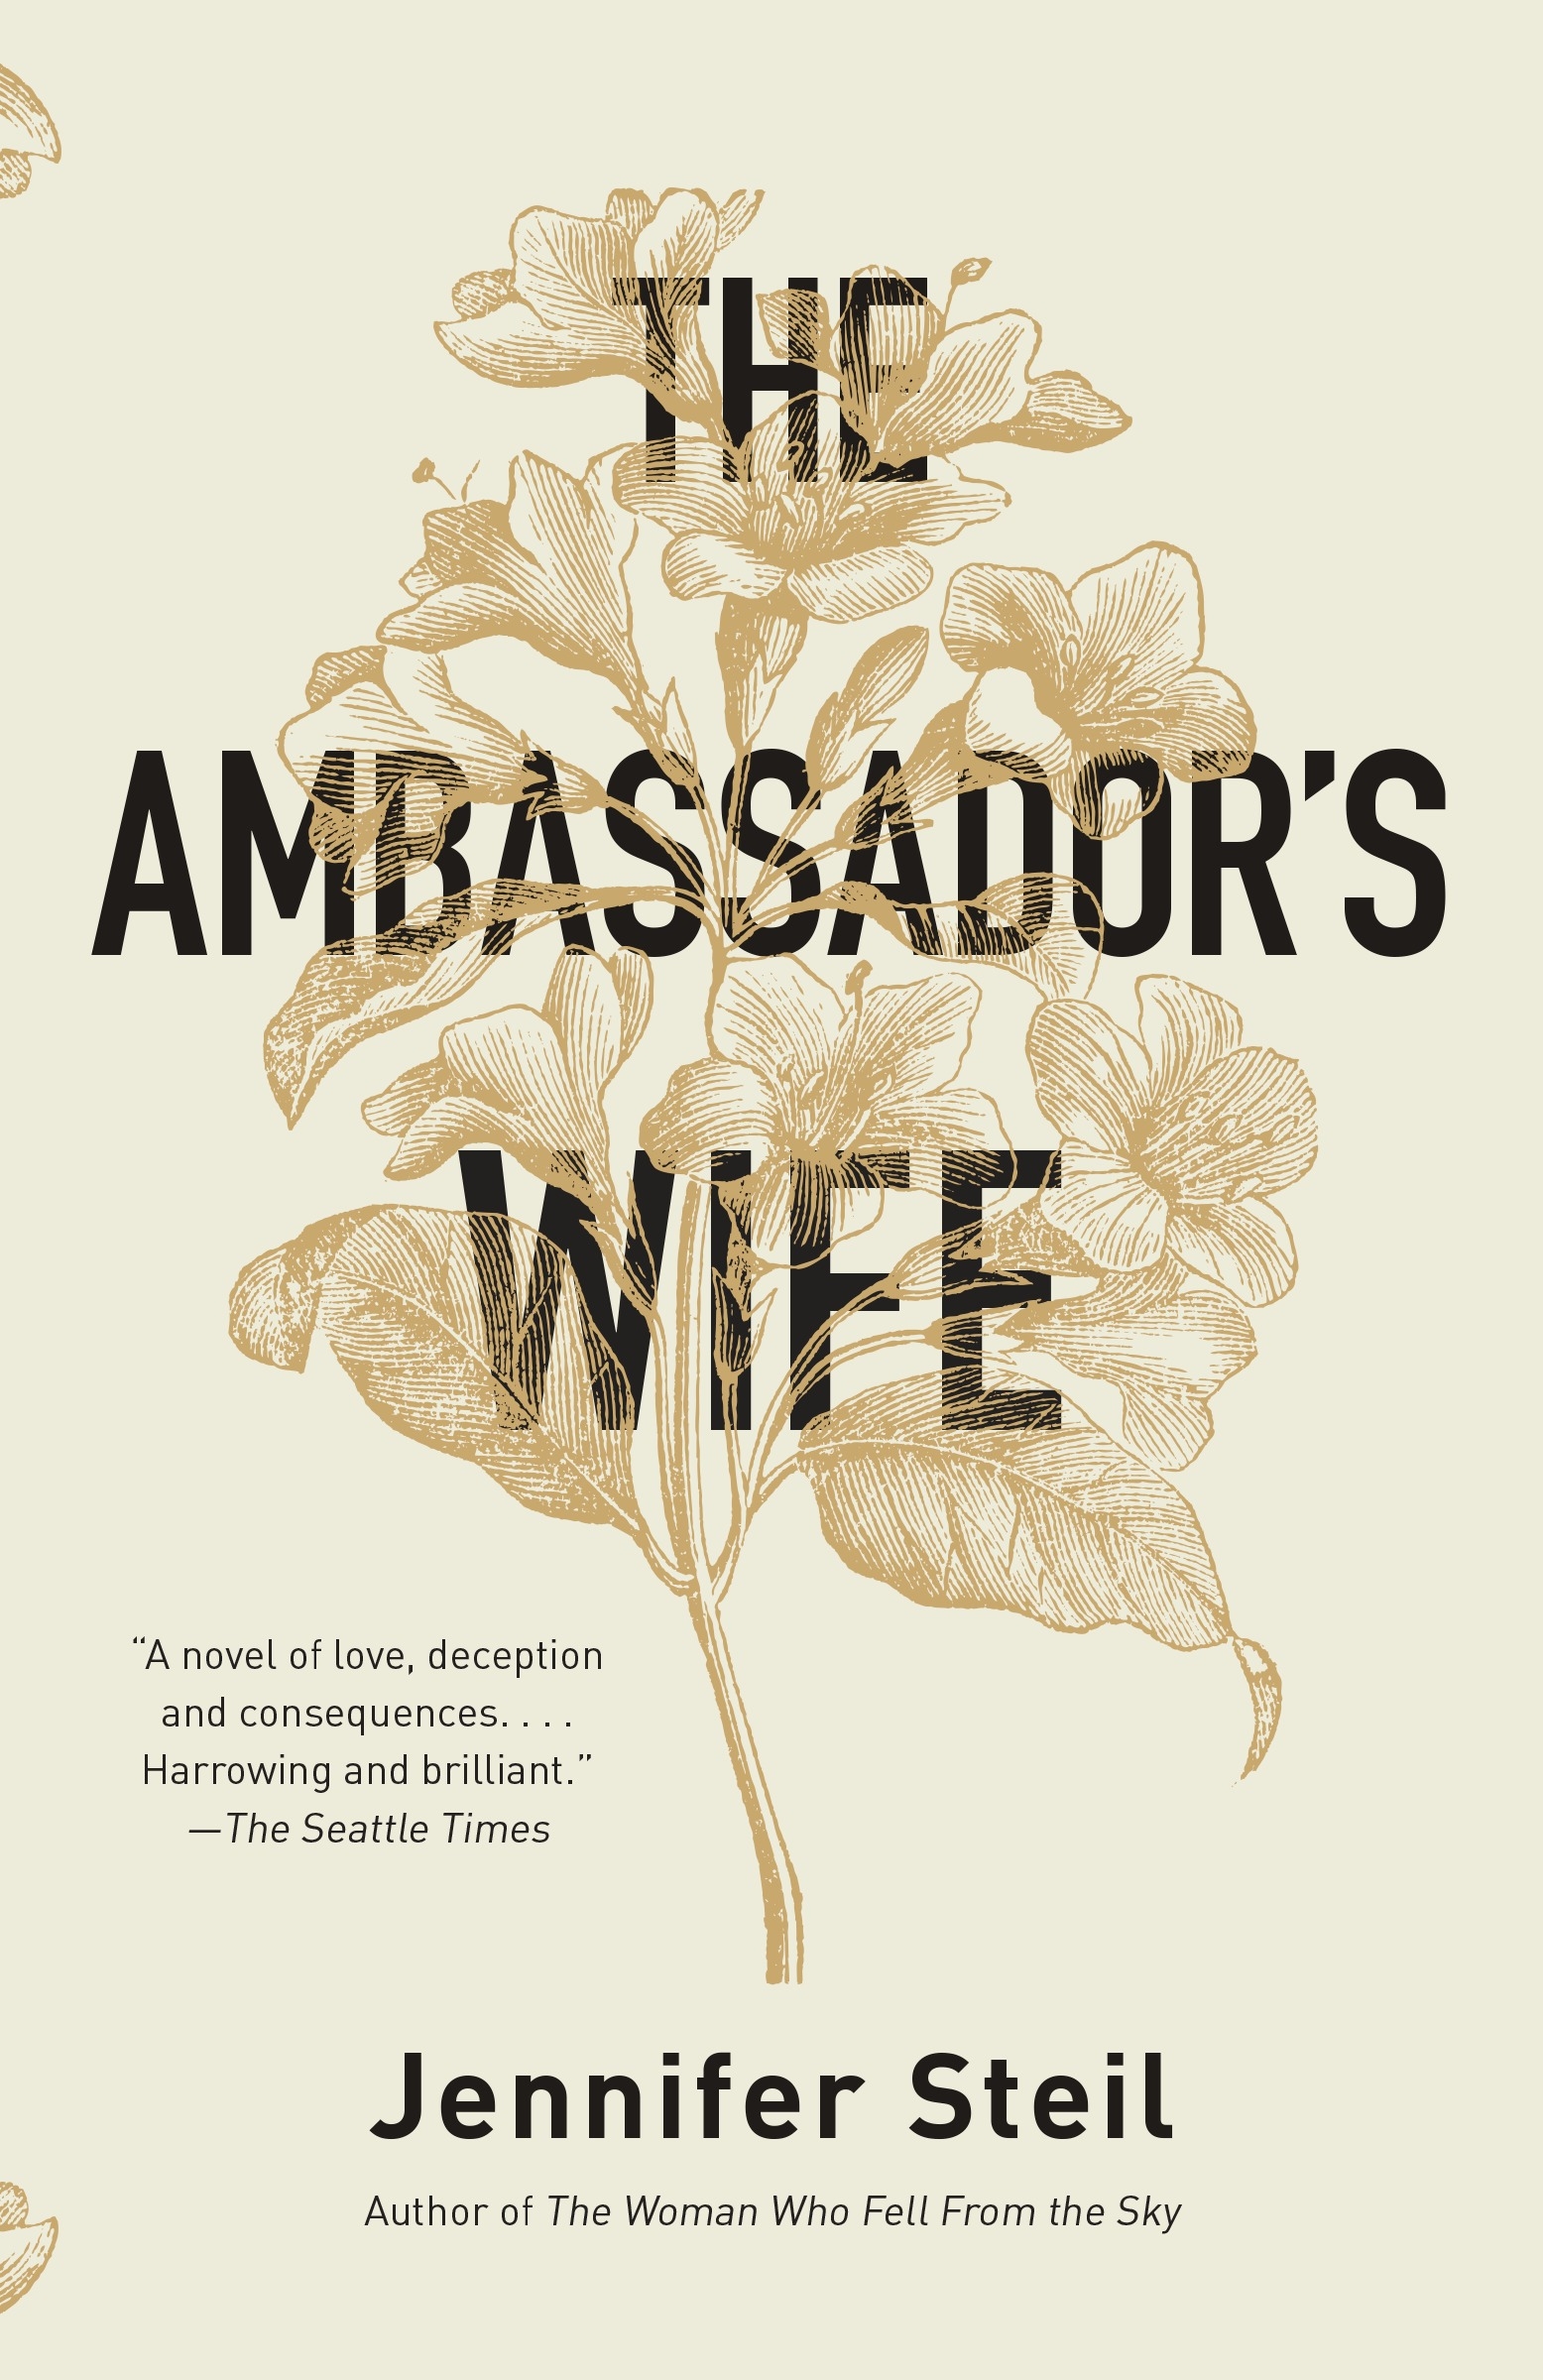 THE
AMBASSADOR’S
WIFE
“A novel of love, deception
and consequences. . . .
Harrowing and brilliant.”
—The Seattle Times
Jennifer Steil
Author of The Woman Who Fell From the Sky